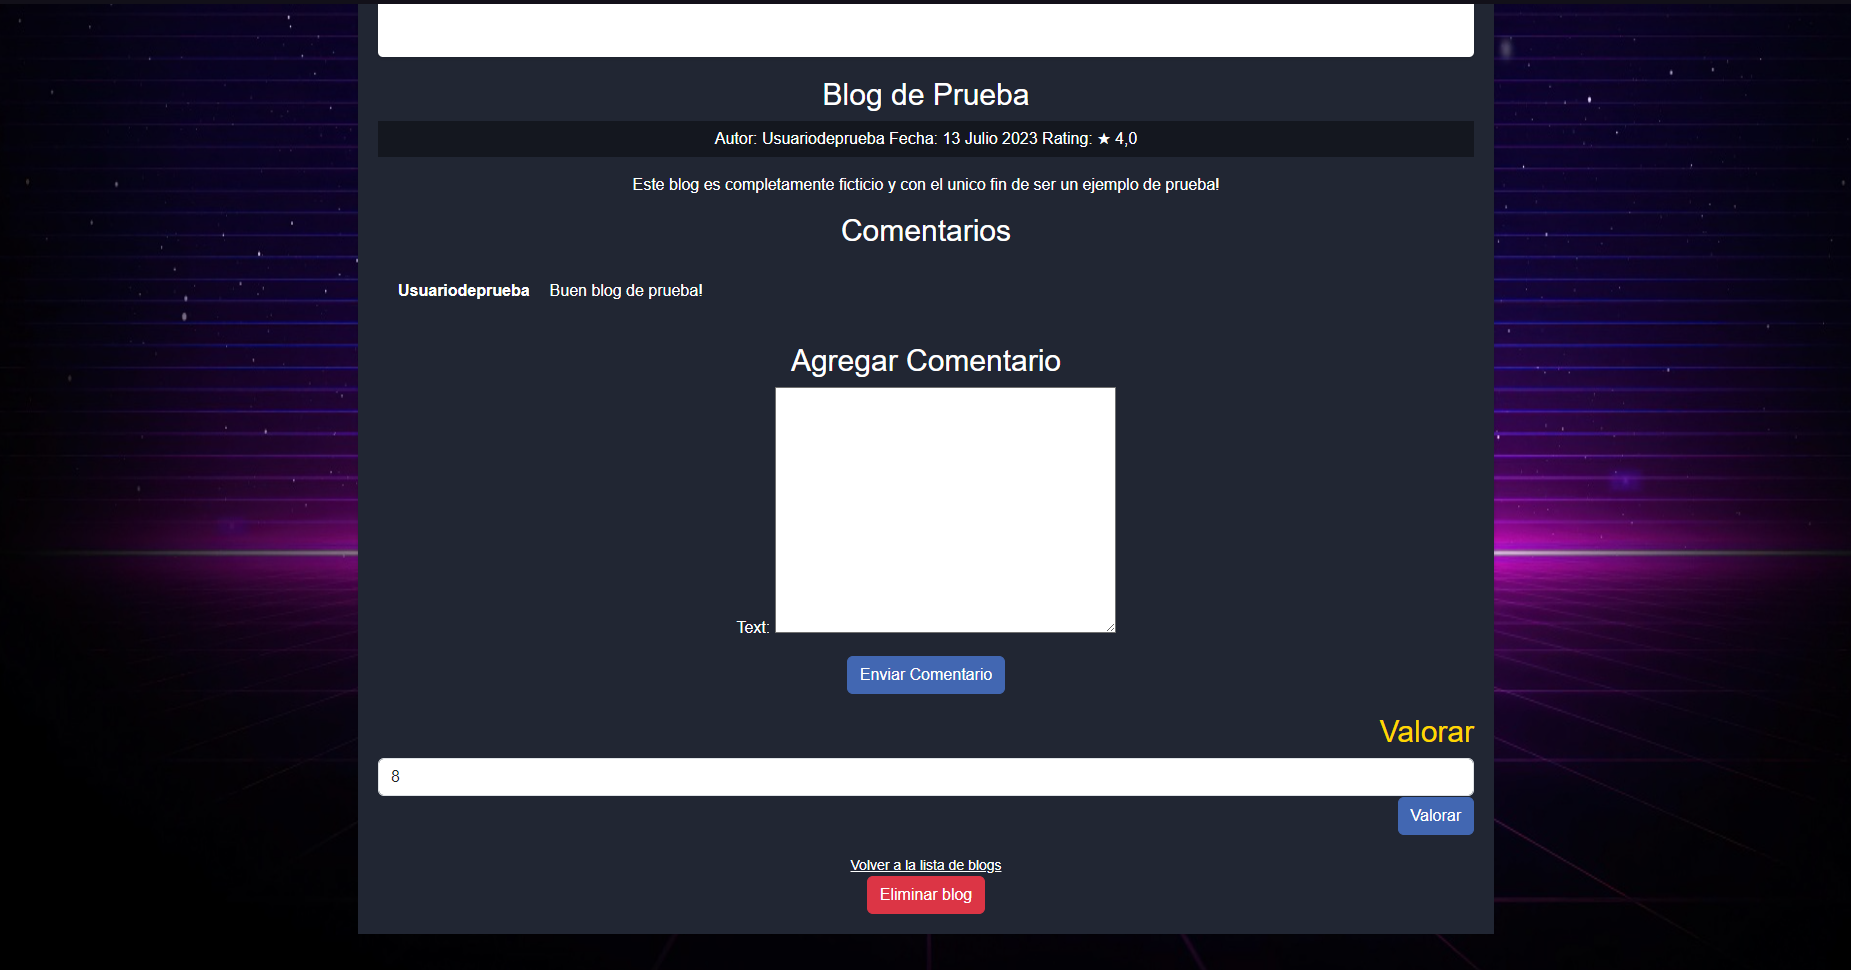 Blog de Prueba
Autor: Usuariodeprueba Fecha: 13 Julio 2023 Rating: ★ 4,0
Este blog es completamente ficticio y con el unico fin de ser un ejemplo de prueba!
Comentarios
Usuariodeprueba Buen blog de prueba!
Agregar Comentario
Text:
Enviar Comentario
Valorar
8
Valorar
Volver a la lista de blogs
Eliminar blog